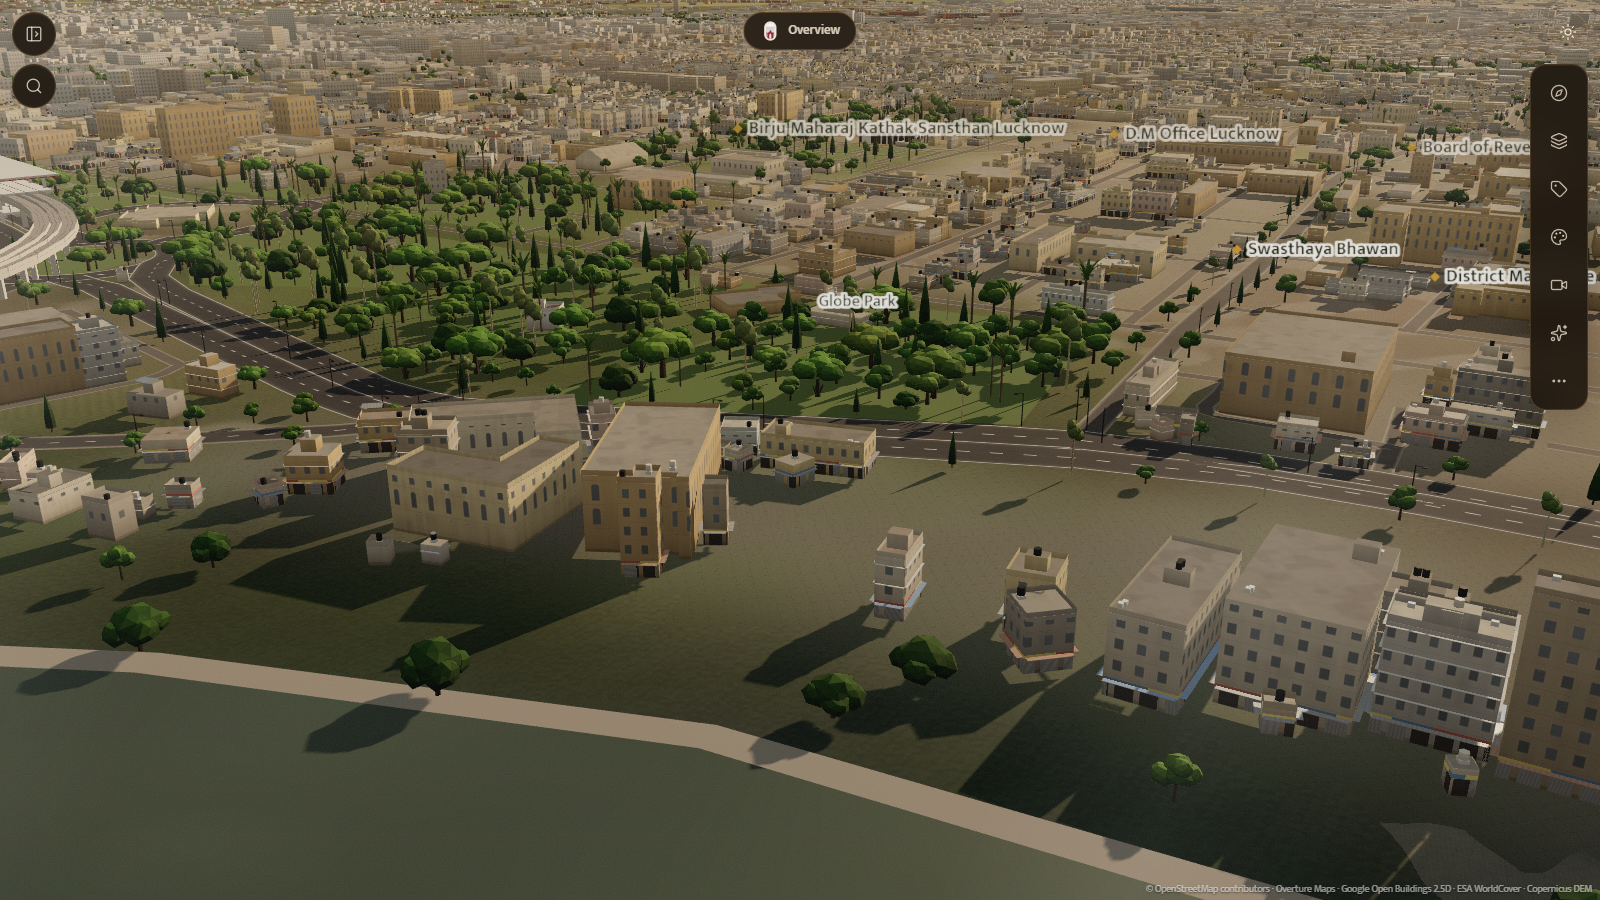 Overview
Birju Maharaj Kathak Sansthan Lucknow
D.M Office Lucknow
Board of Reve
Swasthaya Bhawan
District Ma
Globe Park
© OpenStreetMap contributors · Overture Maps · Google Open Buildings 2.5D · ESA WorldCover · Copernicus DEM